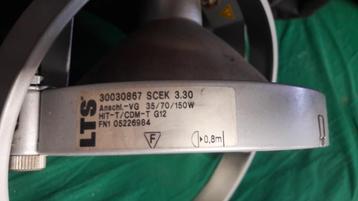 LTS
30030867 SCEK 3.30
Anschl.-VG 35/70/150W
HIT-T/CDM-T G12
FN1 05226984
F
0,8m